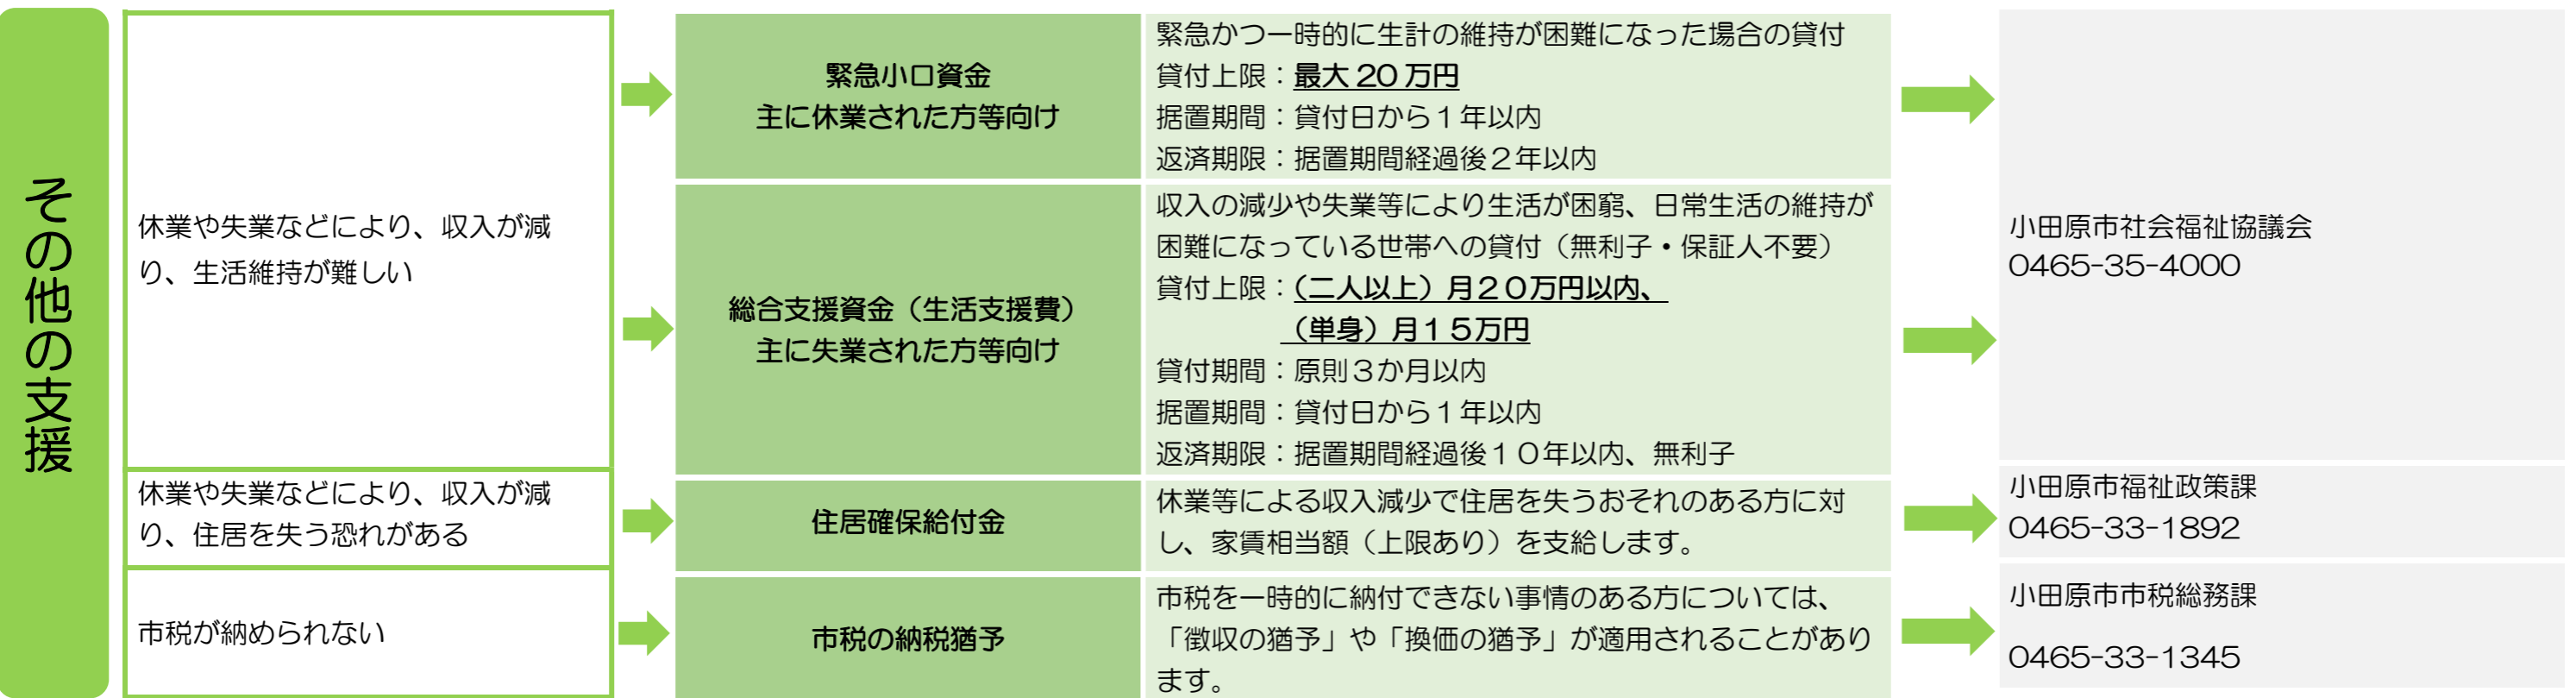 その他の支援
休業や失業などにより、収入が減
り、生活維持が難しい
緊急小口資金
主に休業された方等向け
緊急かつ一時的に生計の維持が困難になった場合の貸付
貸付上限：最大20万円
据置期間：貸付日から１年以内
返済期限：据置期間経過後２年以内
総合支援資金（生活支援費）
主に失業された方等向け
収入の減少や失業等により生活が困窮、日常生活の維持が
困難になっている世帯への貸付（無利子・保証人不要）
貸付上限：（二人以上）月２０万円以内、
（単身）月１５万円
貸付期間：原則３か月以内
据置期間：貸付日から１年以内
返済期限：据置期間経過後１０年以内、無利子
小田原市社会福祉協議会
0465-35-4000
休業や失業などにより、収入が減
り、住居を失う恐れがある
住居確保給付金
休業等による収入減少で住居を失うおそれのある方に対
し、家賃相当額（上限あり）を支給します。
小田原市福祉政策課
0465-33-1892
市税が納められない
市税の納税猶予
市税を一時的に納付できない事情のある方については、
「徴収の猶予」や「換価の猶予」が適用されることがあり
ます。
小田原市市税総務課
0465-33-1345